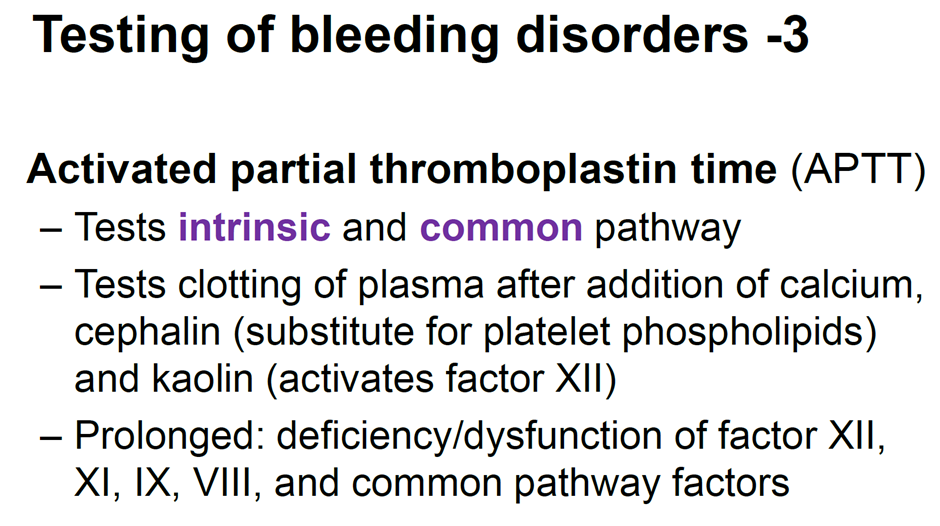 Testing of bleeding disorders -3
Activated partial thromboplastin time (APTT)
– Tests intrinsic and common pathway
– Tests clotting of plasma after addition of calcium,
cephalin (substitute for platelet phospholipids)
and kaolin (activates factor XII)
– Prolonged: deficiency/dysfunction of factor XII,
XI, IX, VIII, and common pathway factors